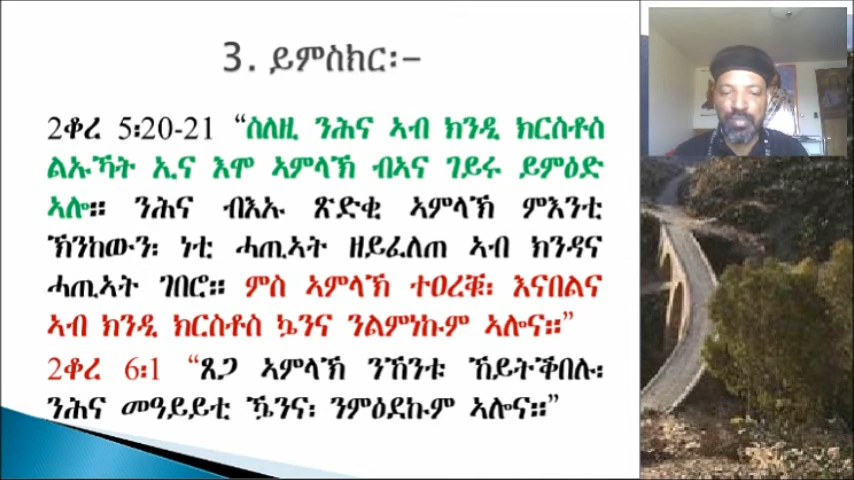 3. ይምስክር፡–
2ቆረ 5፡20-21 “ስለዚ ንሕና ኣብ ክንዲ ክርስቶስ
ልኡኻት ኢና እሞ ኣምላኽ ብኣና ገይሩ ይምዕድ
ኣሎ። ንሕና ብእኡ ጽድቂ ኣምላኽ ምእንቲ
ኽንከውን፡ ነቲ ሓጢኣት ዘይፈለጠ ኣብ ክንዳና
ሓጢኣት ገበሮ። ምስ ኣምላኽ ተዐረቑ፡ እናበልና
ኣብ ክንዲ ክርስቶስ ኴንና ንልምነኩም ኣሎና።”
2ቆረ 6፡1 “ጸጋ ኣምላኽ ንኸንቱ ኸይትቕበሉ፡
ንሕና መዓይይቲ ዄንና፡ ንምዕደኩም ኣሎና።”